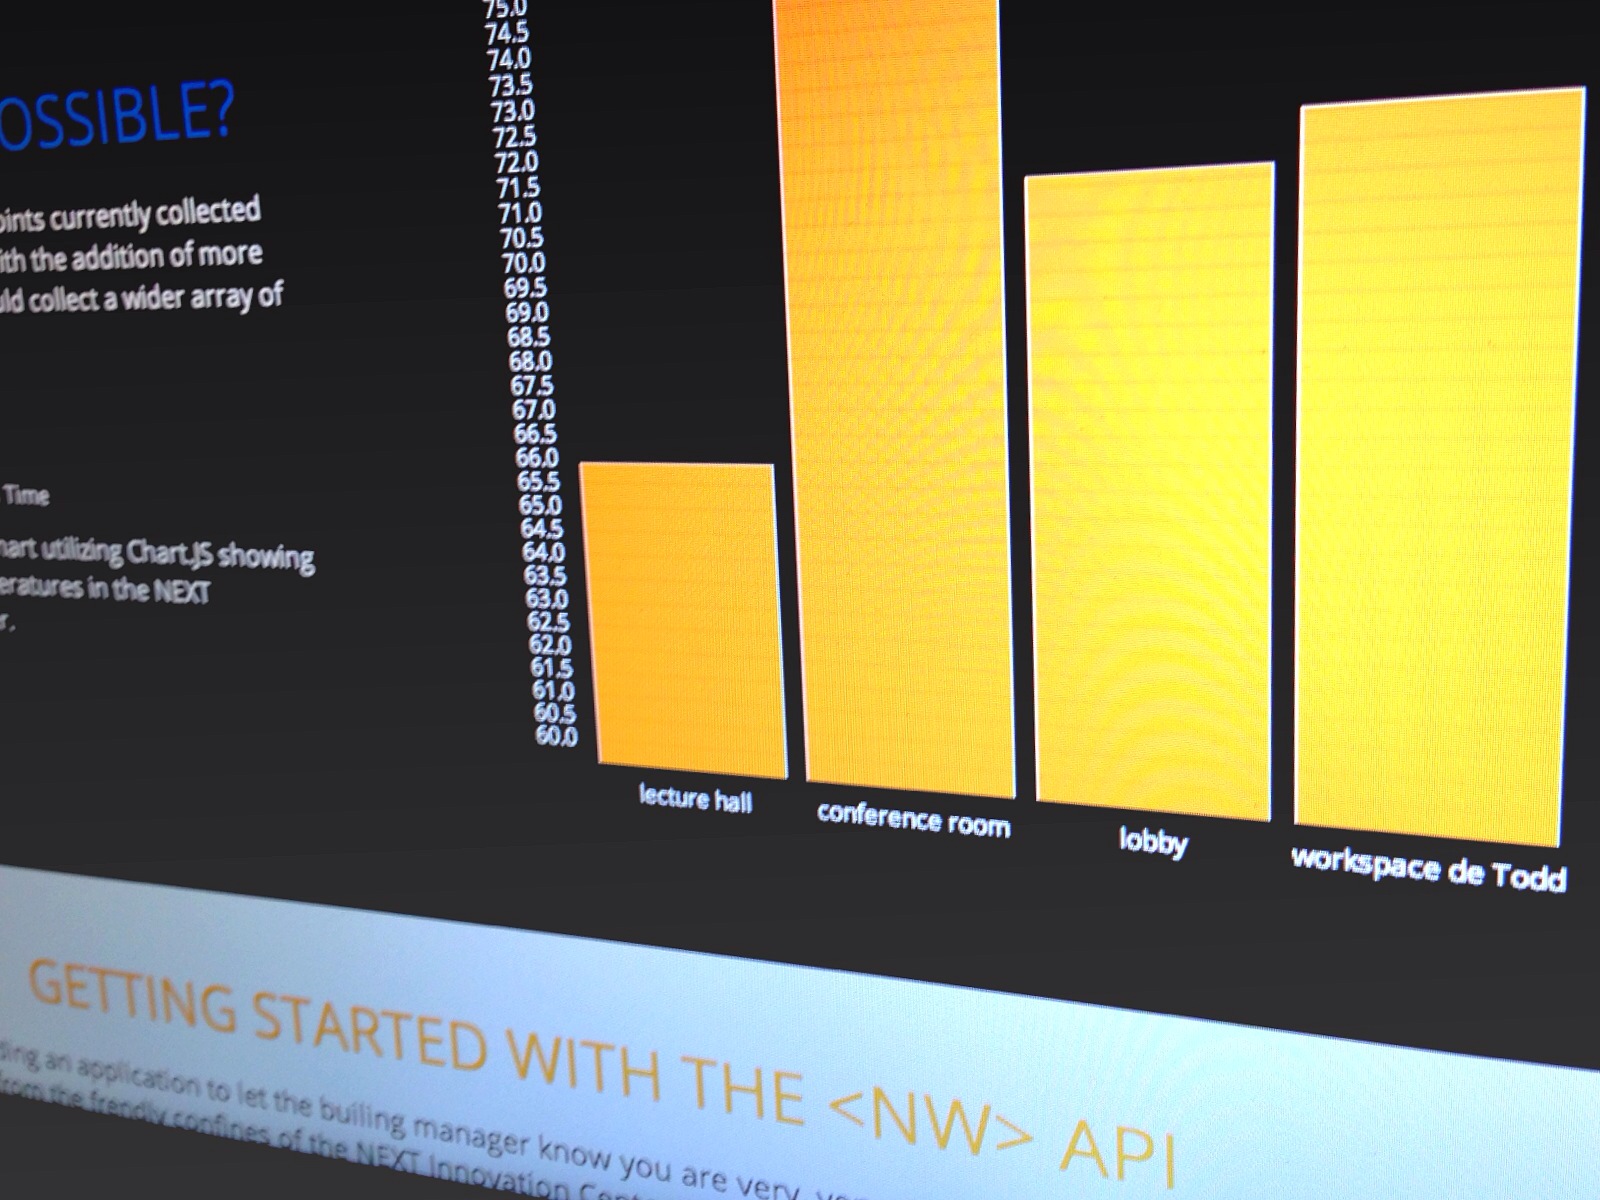 OSSIBLE?
oints currently collected
ith the addition of more
uld collect a wider array of
Time
hart utilizing Chart.JS showing
eratures in the NEXT
r.
75.0
74.5
74.0
73.5
73.0
72.5
72.0
71.5
71.0
70.5
70.0
69.5
69.0
68.5
68.0
67.5
67.0
66.5
66.0
65.5
65.0
64.5
64.0
63.5
63.0
62.5
62.0
61.5
61.0
60.5
60.0
lecture hall
conference room
lobby
workspace de Todd
GETTING STARTED WITH THE <NW> API
ding an application to let the builing manager know you are very,
from the frendly confines of the NEXT Innovation